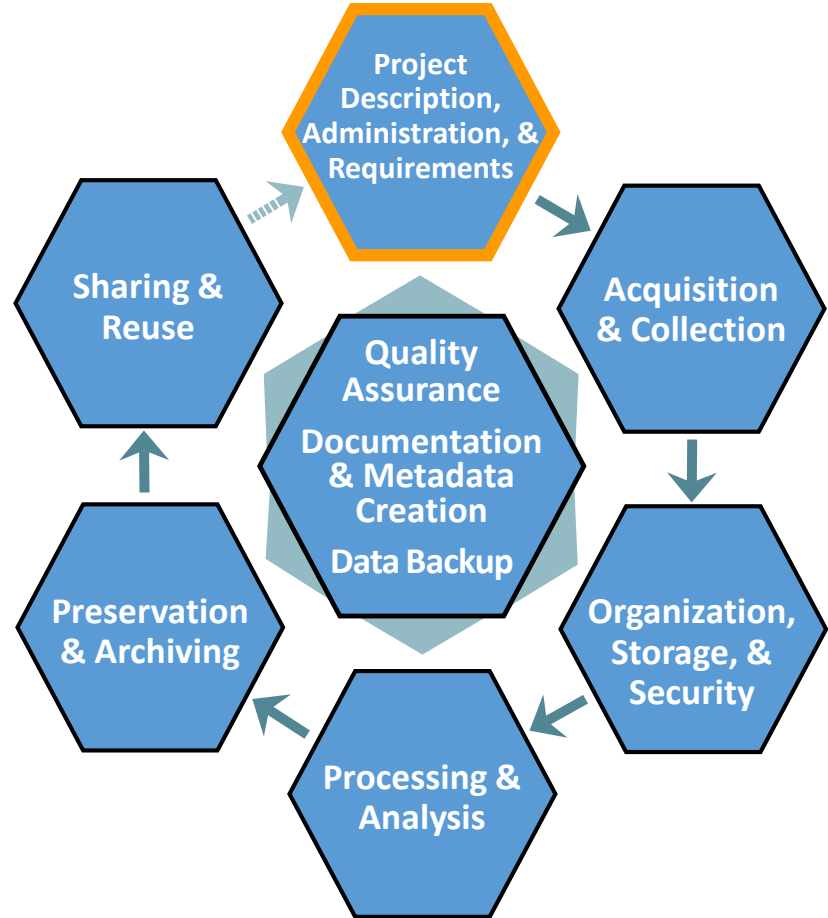 Project
Description,
Administration, &
Requirements
Acquisition
& Collection
Organization,
Storage, &
Security
Processing &
Analysis
Preservation
& Archiving
Sharing &
Reuse
Quality
Assurance
Documentation
& Metadata
Creation
Data Backup